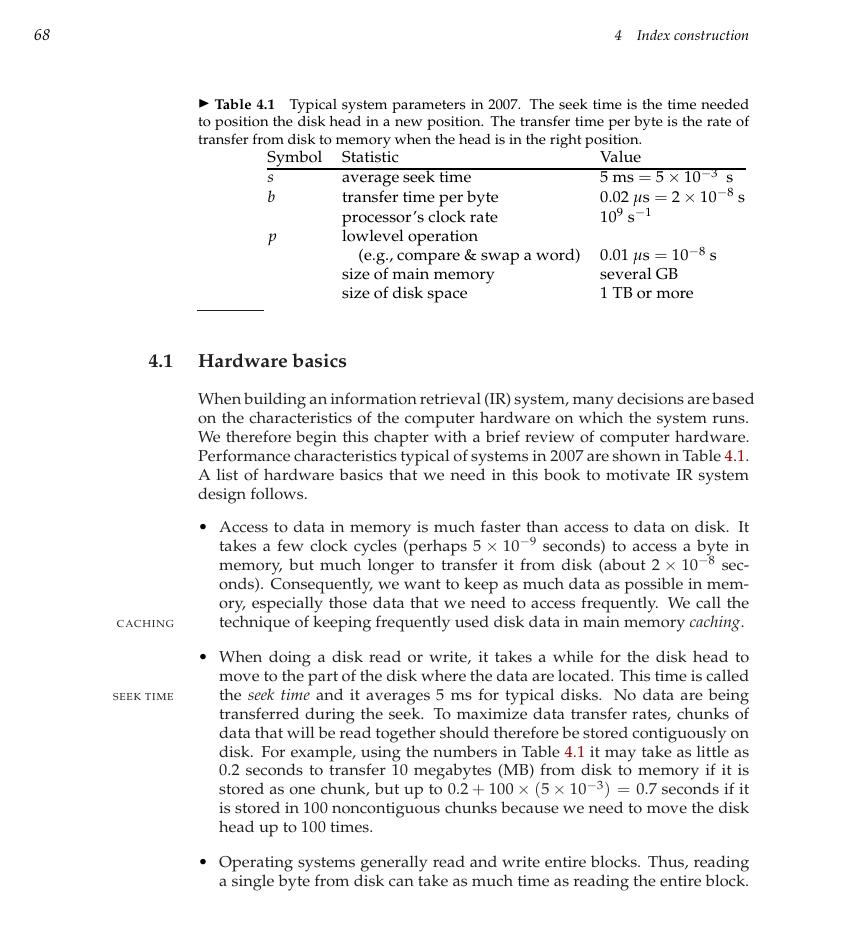 68
4 Index construction
▶ Table 4.1 Typical system parameters in 2007. The seek time is the time needed
to position the disk head in a new position. The transfer time per byte is the rate of
transfer from disk to memory when the head is in the right position.
Symbol Statistic Value
s average seek time 5 ms = 5 × 10⁻³ s
b transfer time per byte 0.02 μs = 2 × 10⁻⁸ s
processor's clock rate 10⁹ s⁻¹
p lowlevel operation
(e.g., compare & swap a word) 0.01 μs = 10⁻⁸ s
size of main memory several GB
size of disk space 1 TB or more
4.1 Hardware basics
When building an information retrieval (IR) system, many decisions are based
on the characteristics of the computer hardware on which the system runs.
We therefore begin this chapter with a brief review of computer hardware.
Performance characteristics typical of systems in 2007 are shown in Table 4.1.
A list of hardware basics that we need in this book to motivate IR system
design follows.
• Access to data in memory is much faster than access to data on disk. It
takes a few clock cycles (perhaps 5 × 10⁻⁹ seconds) to access a byte in
memory, but much longer to transfer it from disk (about 2 × 10⁻⁸ sec-
onds). Consequently, we want to keep as much data as possible in mem-
ory, especially those data that we need to access frequently. We call the
CACHING technique of keeping frequently used disk data in main memory caching.
• When doing a disk read or write, it takes a while for the disk head to
move to the part of the disk where the data are located. This time is called
SEEK TIME the seek time and it averages 5 ms for typical disks. No data are being
transferred during the seek. To maximize data transfer rates, chunks of
data that will be read together should therefore be stored contiguously on
disk. For example, using the numbers in Table 4.1 it may take as little as
0.2 seconds to transfer 10 megabytes (MB) from disk to memory if it is
stored as one chunk, but up to 0.2 + 100 × (5 × 10⁻³) = 0.7 seconds if it
is stored in 100 noncontiguous chunks because we need to move the disk
head up to 100 times.
• Operating systems generally read and write entire blocks. Thus, reading
a single byte from disk can take as much time as reading the entire block.